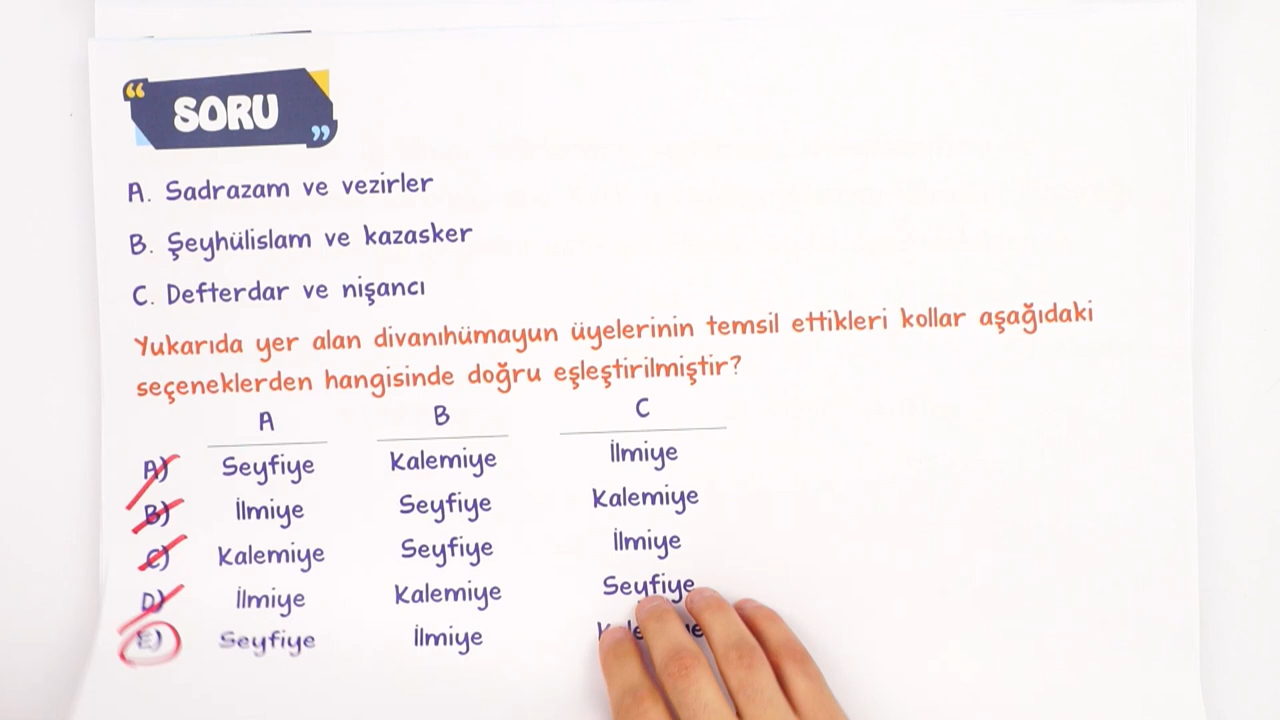 SORU
A. Sadrazam ve vezirler
B. Şeyhülislam ve kazasker
C. Defterdar ve nişancı
Yukarıda yer alan divanıhümayun üyelerinin temsil ettikleri kollar aşağıdaki
seçeneklerden hangisinde doğru eşleştirilmiştir?
A B C
A) Seyfiye Kalemiye İlmiye
B) İlmiye Seyfiye Kalemiye
C) Kalemiye Seyfiye İlmiye
D) İlmiye Kalemiye Seyfiye
E) Seyfiye İlmiye